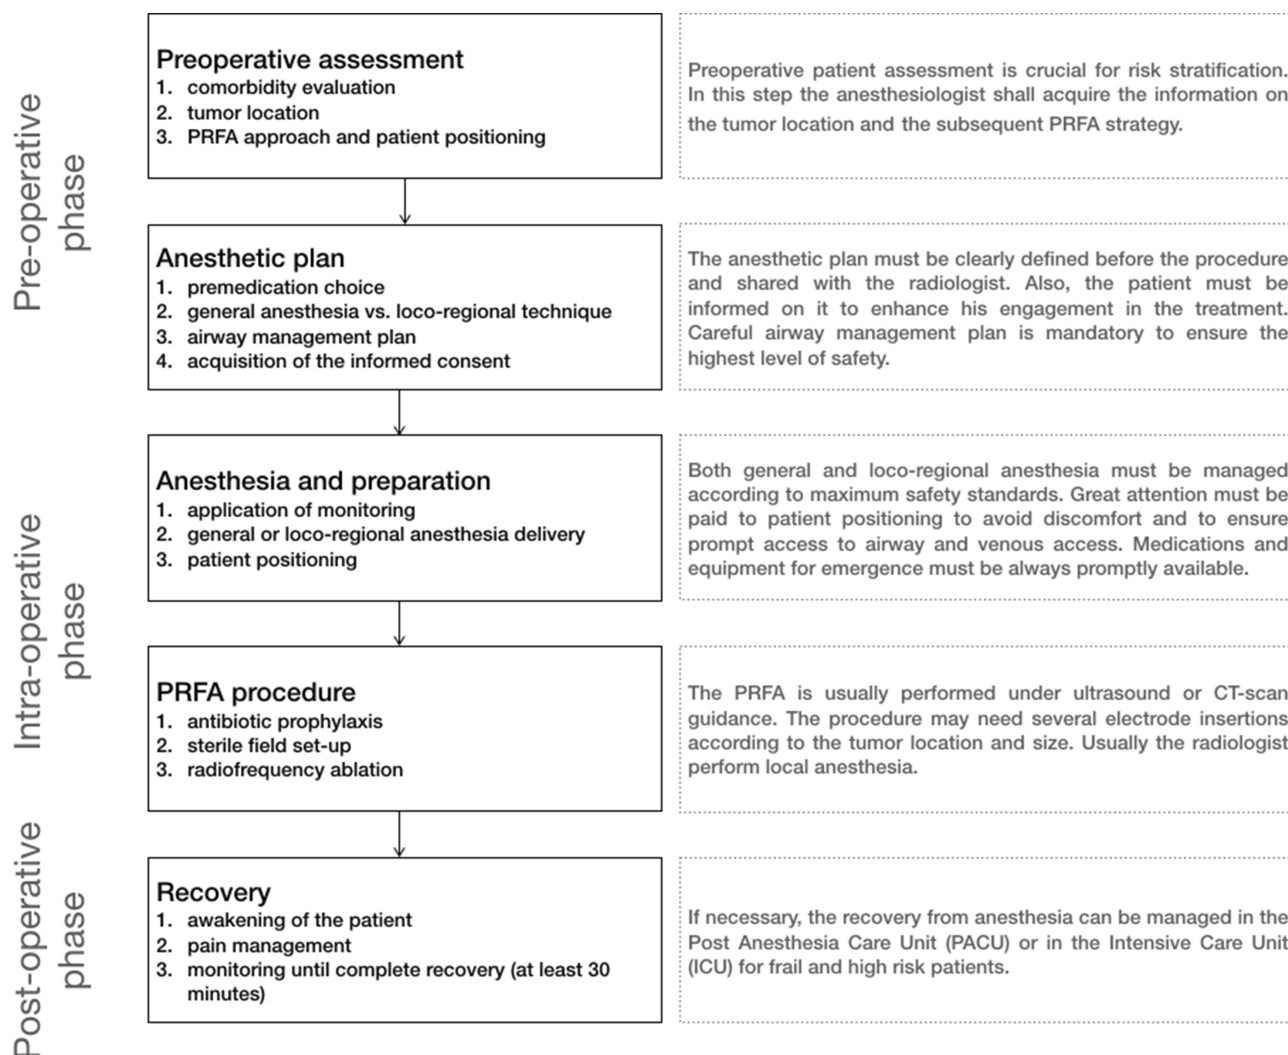 Pre-operative
phase
Preoperative assessment
1. comorbidity evaluation
2. tumor location
3. PRFA approach and patient positioning
Preoperative patient assessment is crucial for risk stratification.
In this step the anesthesiologist shall acquire the information on
the tumor location and the subsequent PRFA strategy.
Anesthetic plan
1. premedication choice
2. general anesthesia vs. loco-regional technique
3. airway management plan
4. acquisition of the informed consent
The anesthetic plan must be clearly defined before the procedure
and shared with the radiologist. Also, the patient must be
informed on it to enhance his engagement in the treatment.
Careful airway management plan is mandatory to ensure the
highest level of safety.
Intra-operative
phase
Anesthesia and preparation
1. application of monitoring
2. general or loco-regional anesthesia delivery
3. patient positioning
Both general and loco-regional anesthesia must be managed
according to maximum safety standards. Great attention must be
paid to patient positioning to avoid discomfort and to ensure
prompt access to airway and venous access. Medications and
equipment for emergence must be always promptly available.
PRFA procedure
1. antibiotic prophylaxis
2. sterile field set-up
3. radiofrequency ablation
The PRFA is usually performed under ultrasound or CT-scan
guidance. The procedure may need several electrode insertions
according to the tumor location and size. Usually the radiologist
perform local anesthesia.
Post-operative
phase
Recovery
1. awakening of the patient
2. pain management
3. monitoring until complete recovery (at least 30
minutes)
If necessary, the recovery from anesthesia can be managed in the
Post Anesthesia Care Unit (PACU) or in the Intensive Care Unit
(ICU) for frail and high risk patients.